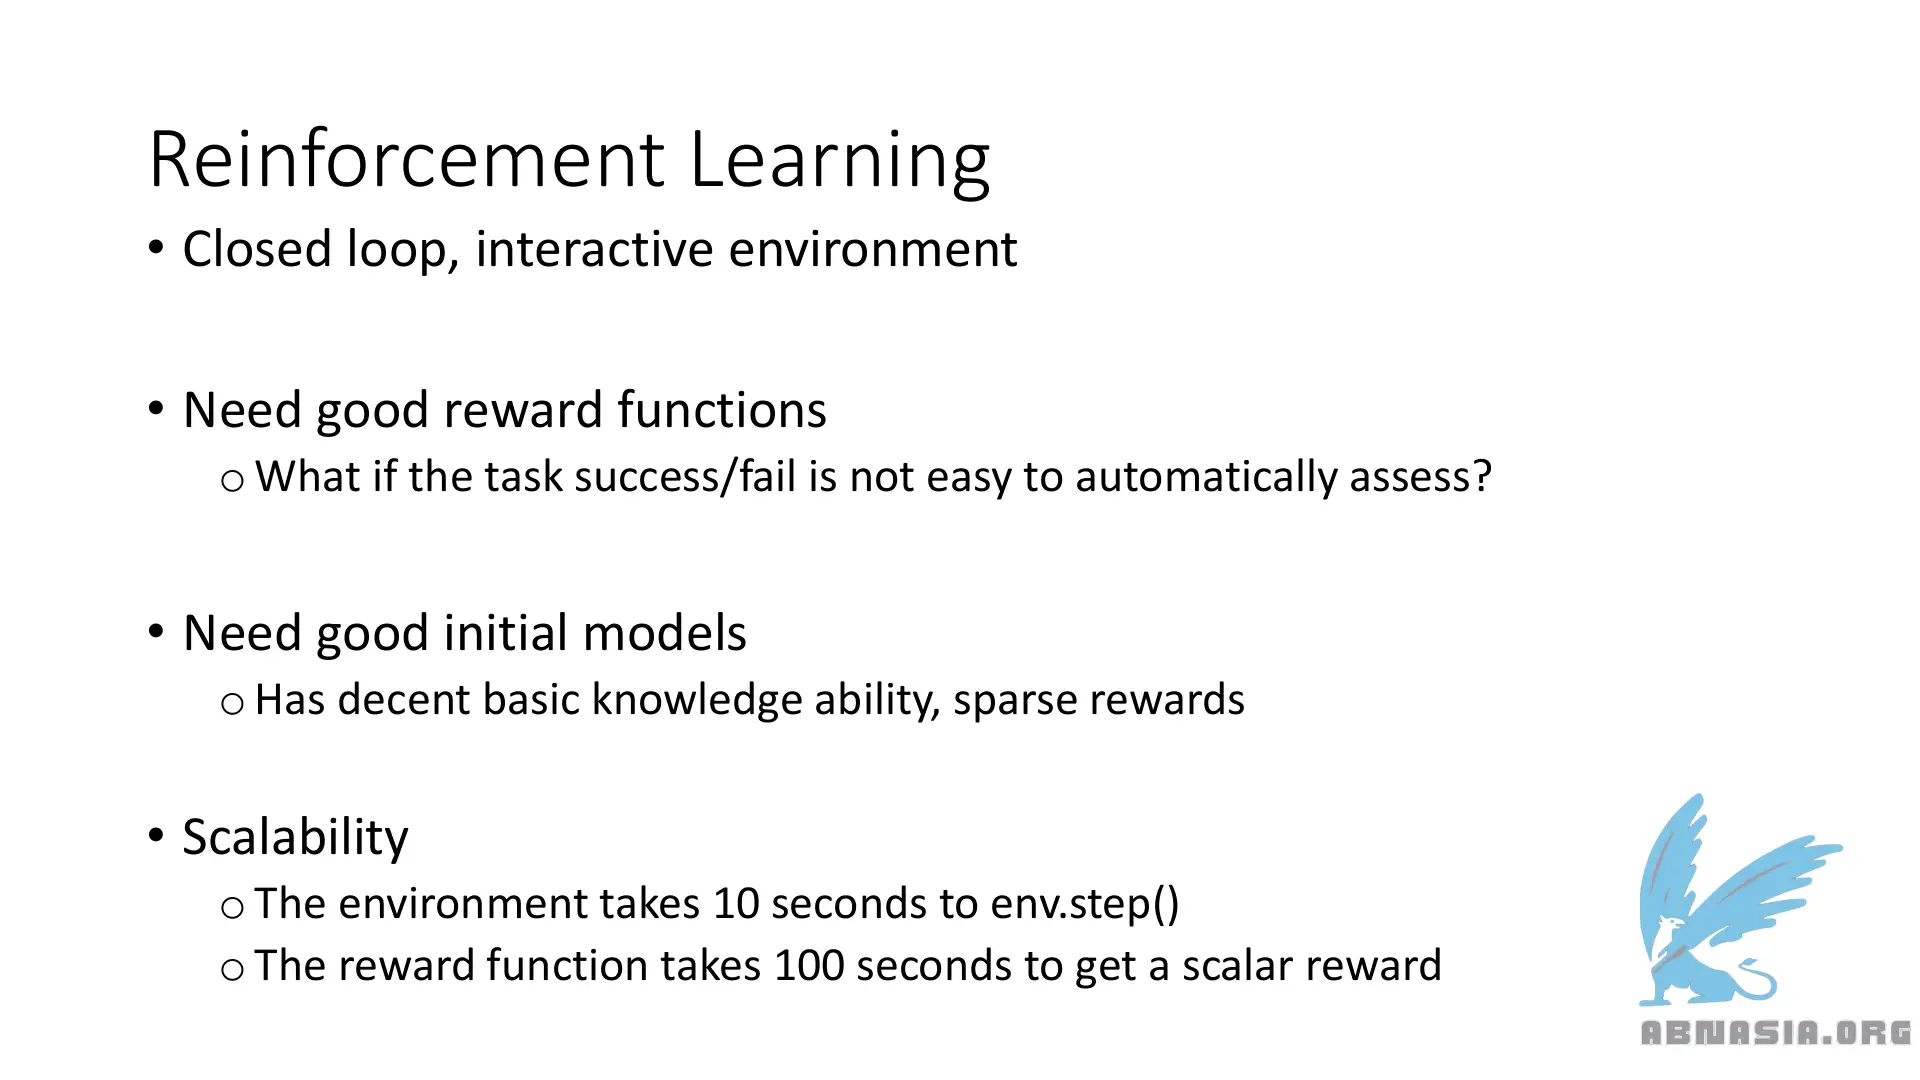 Reinforcement Learning
• Closed loop, interactive environment
• Need good reward functions
o What if the task success/fail is not easy to automatically assess?
• Need good initial models
o Has decent basic knowledge ability, sparse rewards
• Scalability
o The environment takes 10 seconds to env.step()
o The reward function takes 100 seconds to get a scalar reward
ABNASIA.ORG